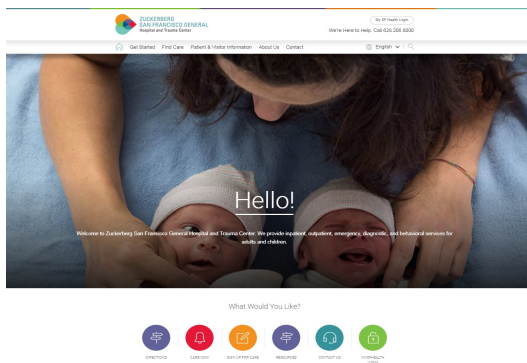 ZUCKERBERG
SAN FRANCISCO GENERAL
Hospital and Trauma Center
My SF Health Login
We're Here to Help. Call 628 206 8000
Get Started Find Care Patient & Visitor Information About Us Contact
English
Hello!
Welcome to Zuckerberg San Francisco General Hospital and Trauma Center. We provide inpatient, outpatient, emergency, diagnostic, and behavioral services for
adults and children.
What Would You Like?
DIRECTIONS CARE NOW SIGN UP FOR CARE RESOURCES CONTACT US MYSFHEALTH